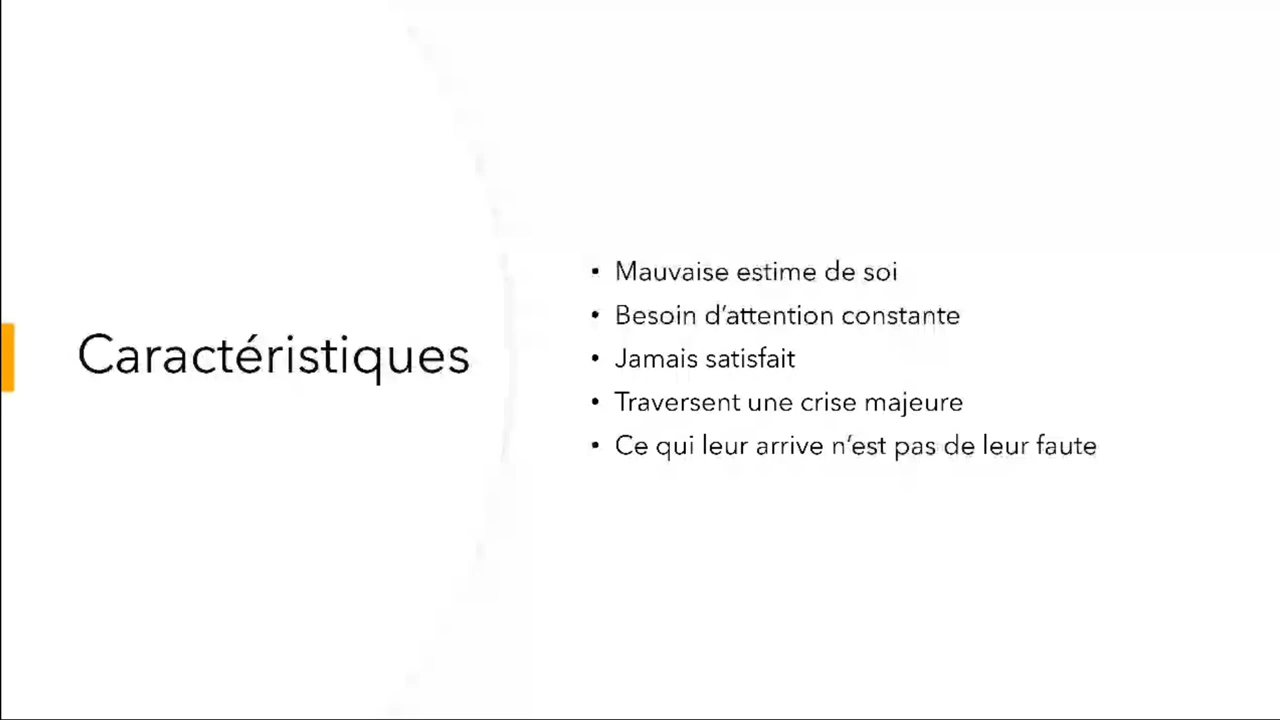 Caractéristiques
• Mauvaise estime de soi
• Besoin d’attention constante
• Jamais satisfait
• Traversent une crise majeure
• Ce qui leur arrive n’est pas de leur faute